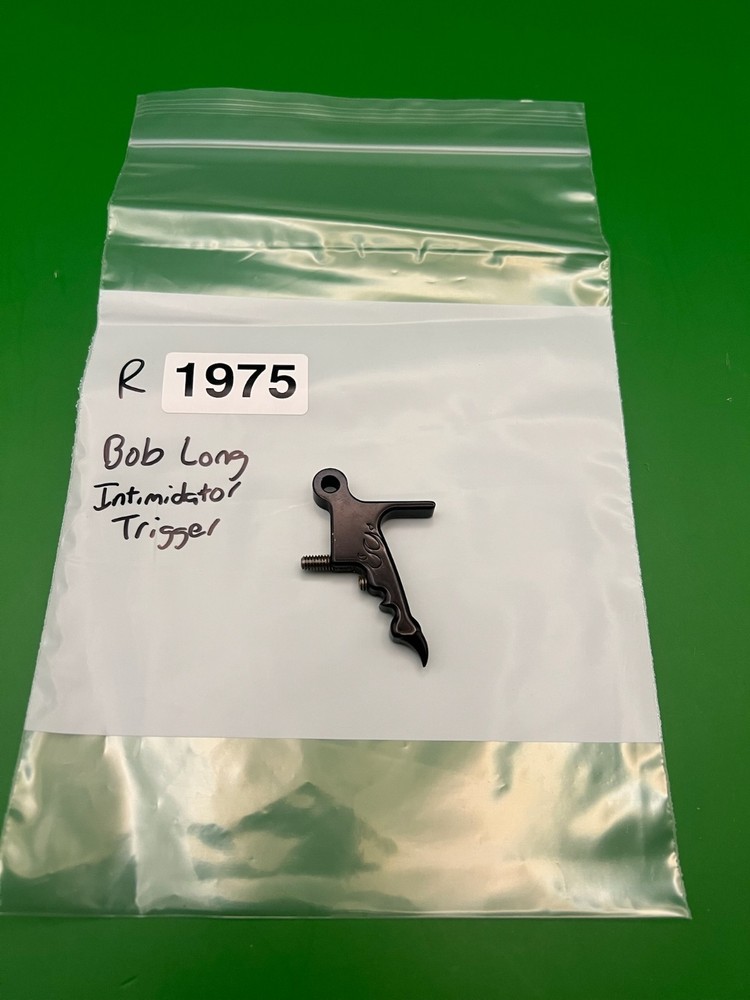 R 1975
Bob Long
Intimidator
Trigger